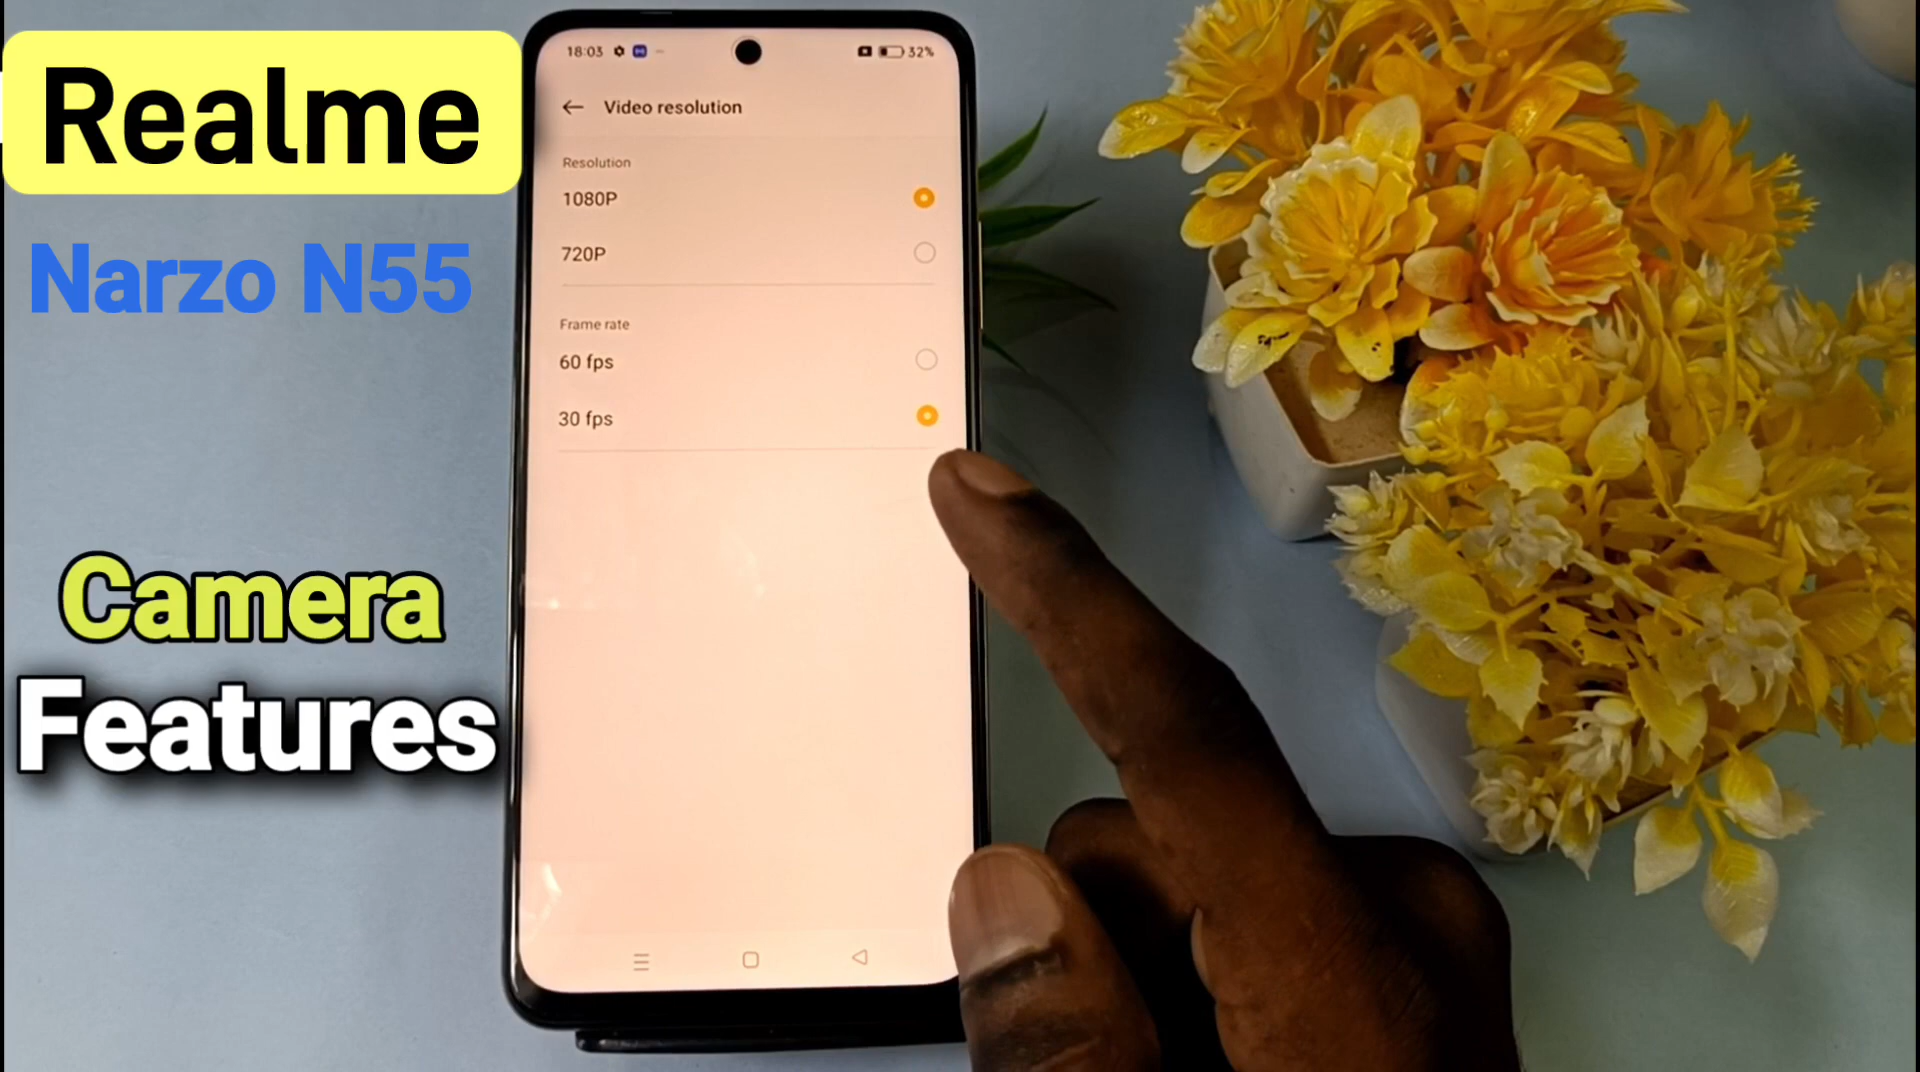 Realme
Narzo N55
Camera
Features
18:03
32%
Video resolution
Resolution
1080P
720P
Frame rate
60 fps
30 fps